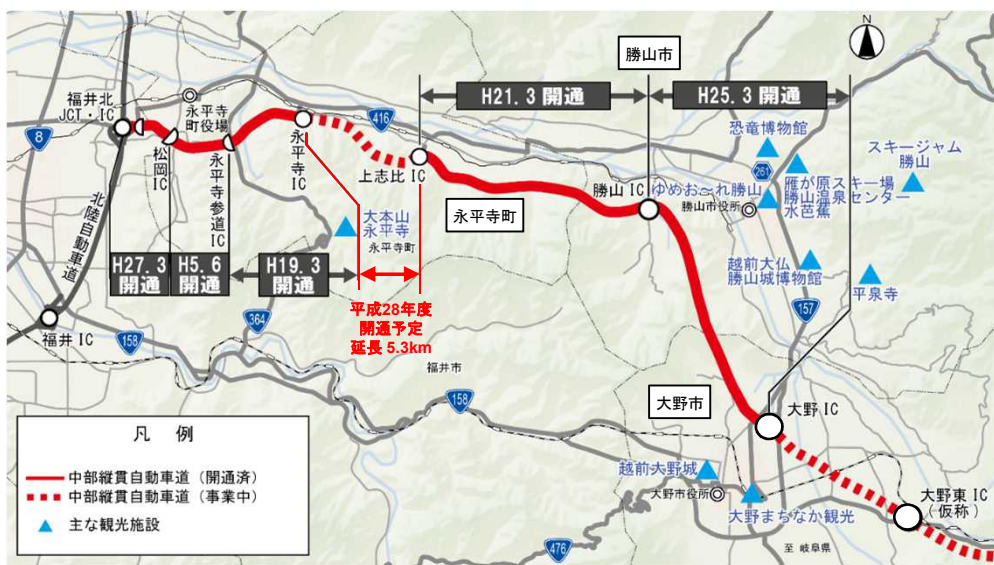 N
勝山市
H21.3 開通
H25.3 開通
福井北
JCT・IC
永平寺
町役場
416
8
松岡IC
永平寺参道IC
永平寺IC
上志比 IC
恐竜博物館
スキージャム
勝山
261
雁が原スキー場
勝山温泉センター
水芭蕉
勝山 IC
ゆめおーれ勝山
勝山市役所
永平寺町
大本山
永平寺
永平寺町
北陸自動車道
H27.3
開通
H5.6
開通
H19.3
開通
平成28年度
開通予定
延長 5.3km
越前大仏
勝山城博物館
平泉寺
157
福井 IC
158
364
福井市
158
大野市
大野 IC
凡 例
中部縦貫自動車道（開通済）
中部縦貫自動車道（事業中）
主な観光施設
越前大野城
大野市役所
大野まちなか観光
大野東 IC
（仮称）
至 岐阜県
476